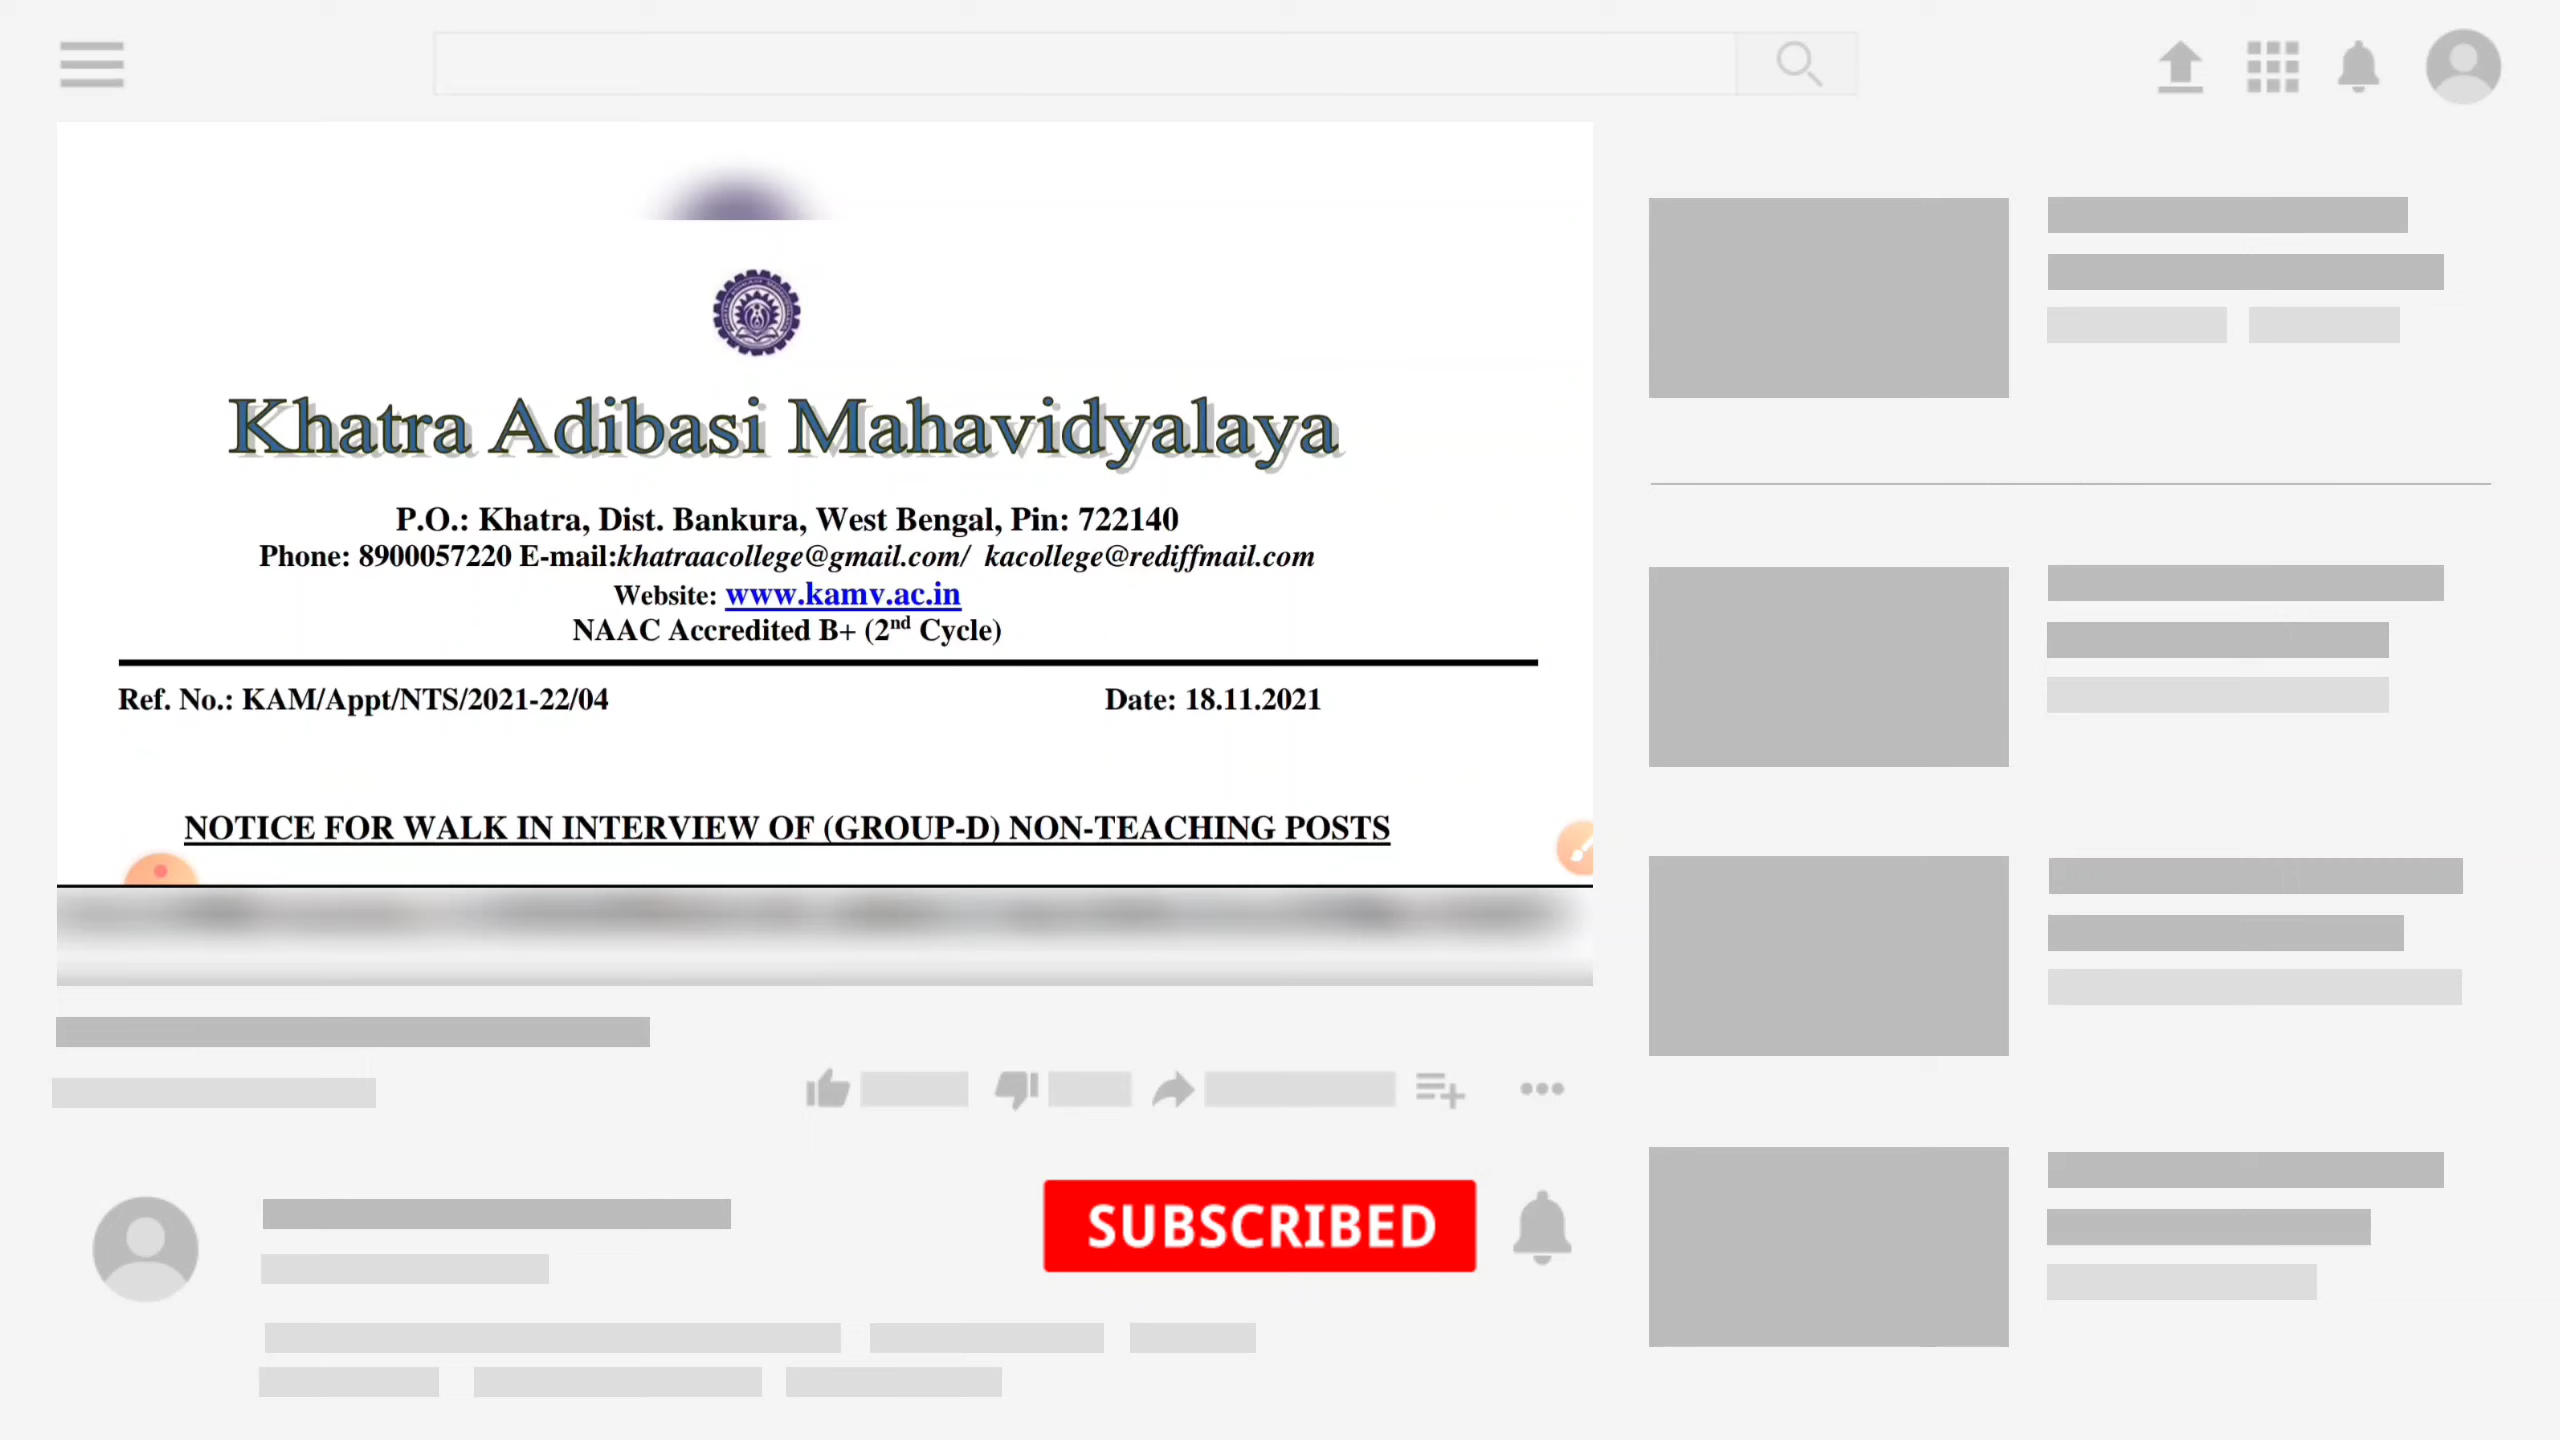 Khatra Adibasi Mahavidyalaya
P.O.: Khatra, Dist. Bankura, West Bengal, Pin: 722140
Phone: 8900057220 E-mail:khatraacollege@gmail.com/ kacollege@rediffmail.com
Website: www.kamv.ac.in
NAAC Accredited B+ (2nd Cycle)
Ref. No.: KAM/Appt/NTS/2021-22/04 Date: 18.11.2021
NOTICE FOR WALK IN INTERVIEW OF (GROUP-D) NON-TEACHING POSTS
SUBSCRIBED